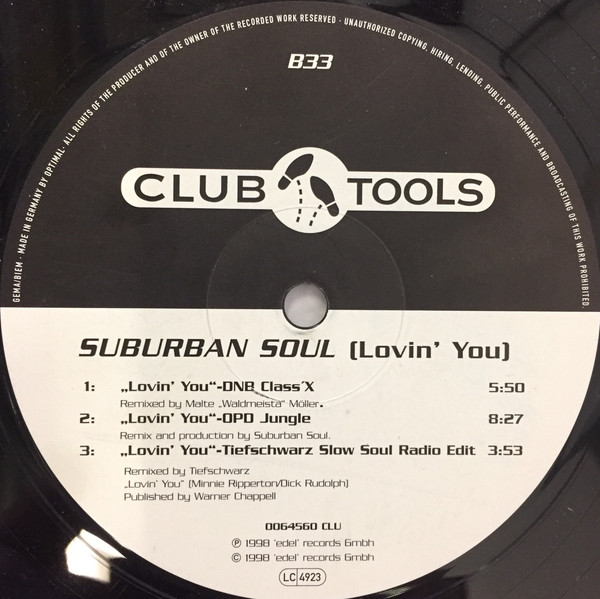 GEMA/BIEM · MADE IN GERMANY BY OPTIMAL · ALL RIGHTS OF THE PRODUCER AND OF THE OWNER OF THE RECORDED WORK RESERVED · UNAUTHORIZED COPYING, HIRING, LENDING, PUBLIC PERFORMANCE AND BROADCASTING OF THIS WORK PROHIBITED.
B33
CLUB TOOLS
SUBURBAN SOUL (Lovin' You)
1: „Lovin' You“-DNB Class´X 5:50
Remixed by Malte „Waldmeista“ Möller.
2: „Lovin' You“-OPD Jungle 8:27
Remix and production by Suburban Soul.
3: „Lovin' You“-Tiefschwarz Slow Soul Radio Edit 3:53
Remixed by Tiefschwarz
„Lovin' You“ (Minnie Ripperton/Dick Rudolph)
Published by Warner Chappell
0064560 CLU
℗ 1998 'edel' records Gmbh
© 1998 'edel' records Gmbh
LC 4923